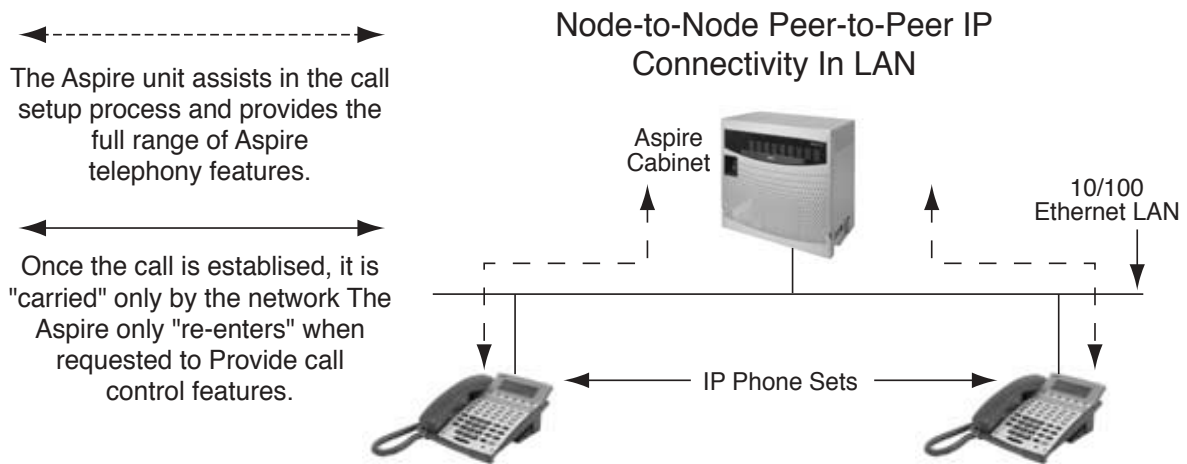 Node-to-Node Peer-to-Peer IP
Connectivity In LAN
The Aspire unit assists in the call
setup process and provides the
full range of Aspire
telephony features.
Once the call is establised, it is
"carried" only by the network The
Aspire only "re-enters" when
requested to Provide call
control features.
Aspire
Cabinet
10/100
Ethernet LAN
IP Phone Sets